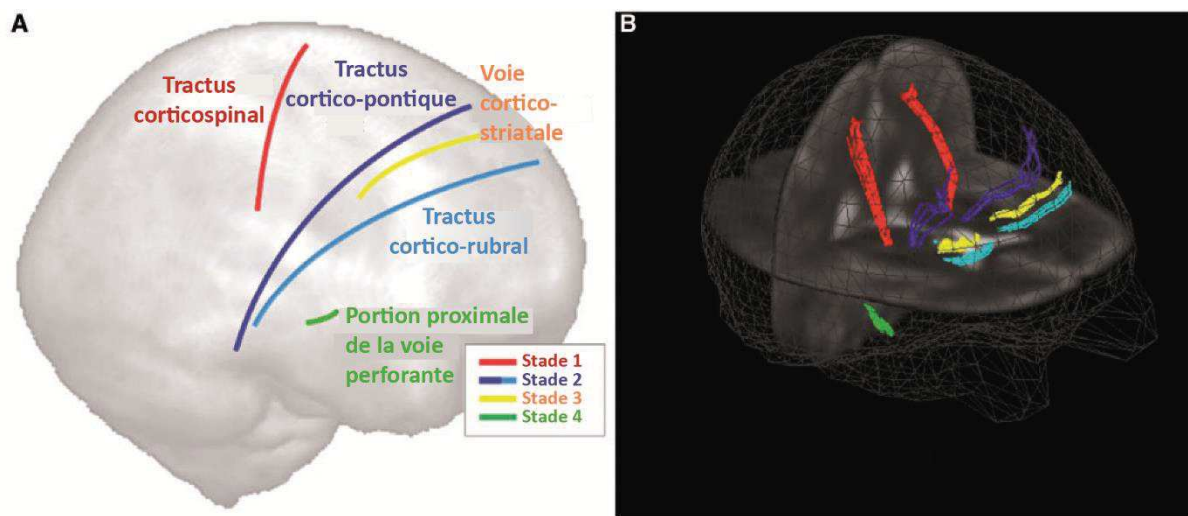 A
Tractus
corticospinal
Tractus
cortico-pontique
Voie
cortico-
striatale
Tractus
cortico-rubral
Portion proximale
de la voie
perforante
Stade 1
Stade 2
Stade 3
Stade 4
B